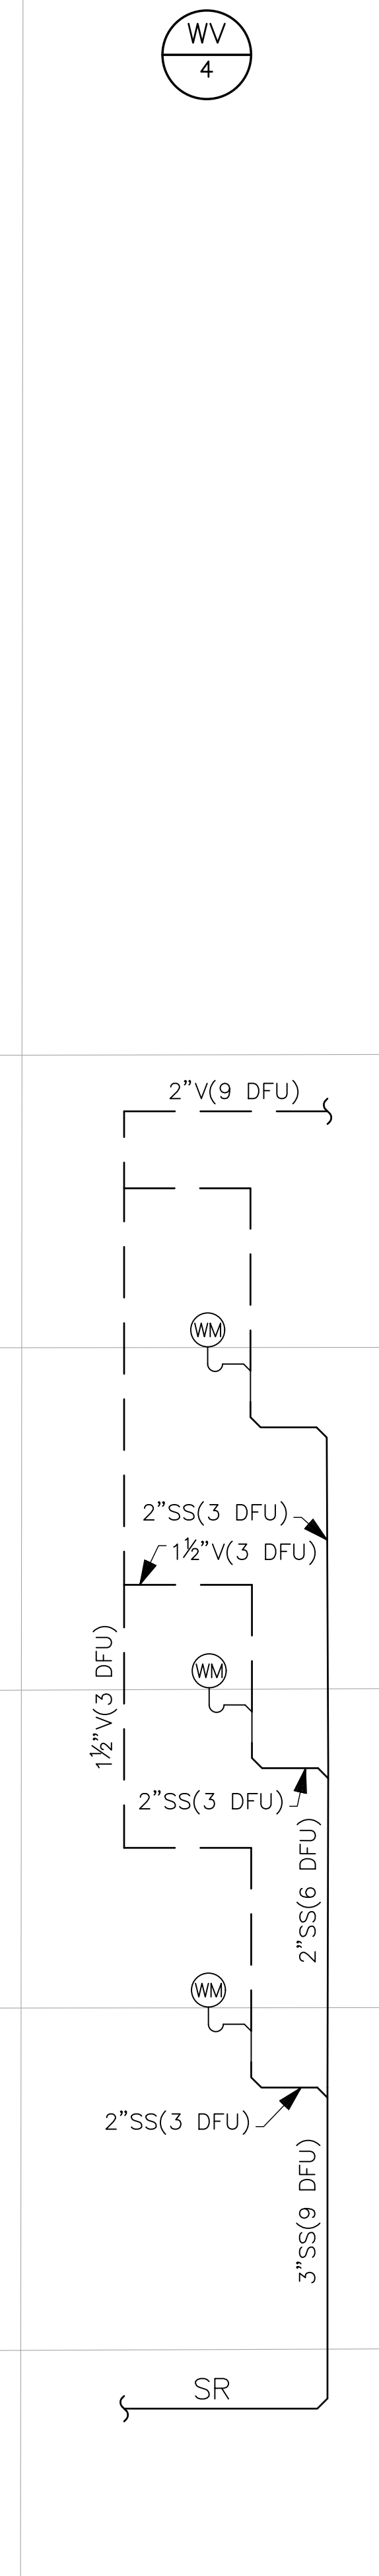 WV
4
2”V(9 DFU)
WM
2”SS(3 DFU)
1½”V(3 DFU)
1½”V(3 DFU)
WM
2”SS(3 DFU)
2”SS(6 DFU)
WM
2”SS(3 DFU)
3”SS(9 DFU)
SR